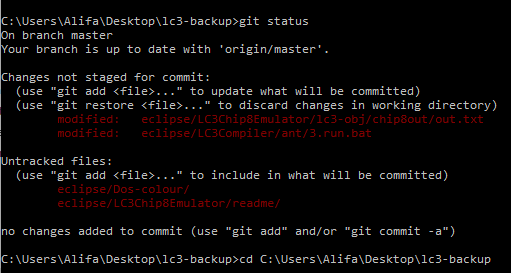 C:\Users\Alifa\Desktop\lc3-backup>git status
On branch master
Your branch is up to date with 'origin/master'.
Changes not staged for commit:
(use "git add <file>..." to update what will be committed)
(use "git restore <file>..." to discard changes in working directory)
modified:   eclipse/LC3Chip8Emulator/lc3-obj/chip8out/out.txt
modified:   eclipse/LC3Compiler/ant/3.run.bat
Untracked files:
(use "git add <file>..." to include in what will be committed)
eclipse/Dos-colour/
eclipse/LC3Chip8Emulator/readme/
no changes added to commit (use "git add" and/or "git commit -a")
C:\Users\Alifa\Desktop\lc3-backup>cd C:\Users\Alifa\Desktop\lc3-backup